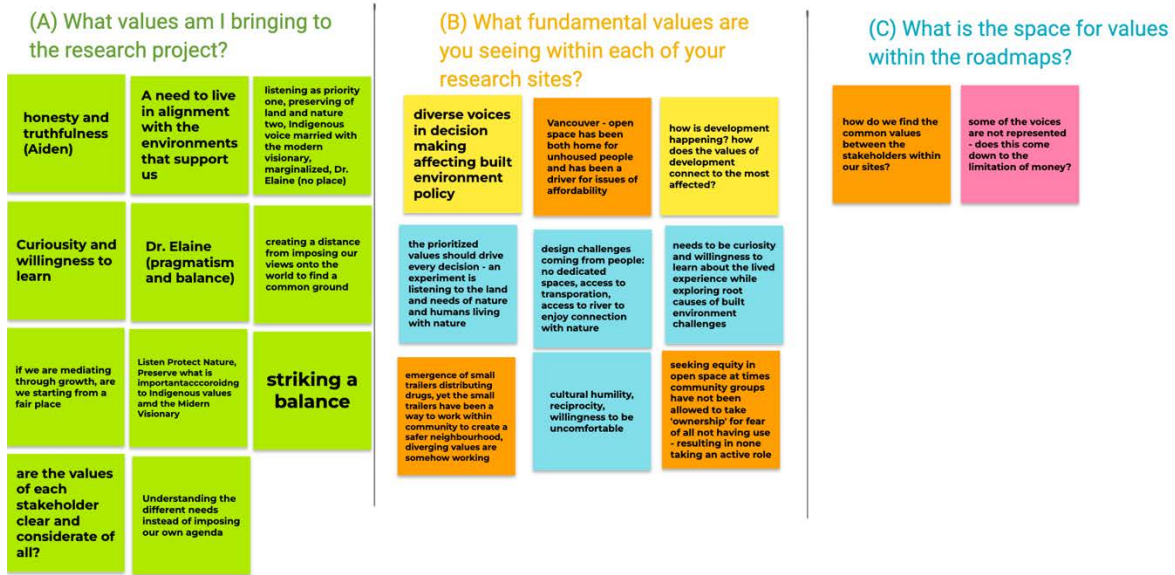 (A) What values am I bringing to
the research project?
honesty and
truthfulness
(Aiden)
A need to live
in alignment
with the
environments
that support
us
listening as priority
one, preserving of
land and nature
two, Indigenous
voice married with
the modern
visionary,
marginalized, Dr.
Elaine (no place)
Curiousity and
willingness to
learn
Dr. Elaine
(pragmatism
and balance)
creating a distance
from imposing our
views onto the
world to find a
common ground
if we are mediating
through growth, are
we starting from a
fair place
Listen Protect Nature,
Preserve what is
importantacccoroidng
to Indigenous values
amd the Midern
Visionary
striking a
balance
are the values
of each
stakeholder
clear and
considerate of
all?
Understanding the
different needs
instead of imposing
our own agenda
(B) What fundamental values are
you seeing within each of your
research sites?
diverse voices
in decision
making
affecting built
environment
policy
Vancouver - open
space has been
both home for
unhoused people
and has been a
driver for issues of
affordability
how is development
happening? how
does the values of
development
connect to the most
affected?
the prioritized
values should drive
every decision - an
experiment is
listening to the land
and needs of nature
and humans living
with nature
design challenges
coming from people:
no dedicated
spaces, access to
transporation,
access to river to
enjoy connection
with nature
needs to be curiosity
and willingness to
learn about the lived
experience while
exploring root
causes of built
environment
challenges
emergence of small
trailers distributing
drugs, yet the small
trailers have been a
way to work within
community to create a
safer neighbourhood,
diverging values are
somehow working
cultural humility,
reciprocity,
willingness to be
uncomfortable
seeking equity in
open space at times
community groups
have not been
allowed to take
'ownership' for fear
of all not having use
- resulting in none
taking an active role
(C) What is the space for values
within the roadmaps?
how do we find the
common values
between the
stakeholders within
our sites?
some of the voices
are not represented
- does this come
down to the
limitation of money?